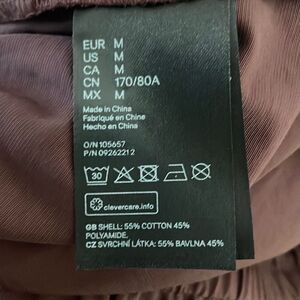 EUR M
US M
CA M
CN 170/80A
MX M
Made in China
Fabriqué en Chine
Hecho en China
O/N 105657
P/N 09262212
30
clevercare.info
GB SHELL: 55% COTTON 45%
POLYAMIDE.
CZ SVRCHNÍ LÁTKA: 55% BAVLNA 45%